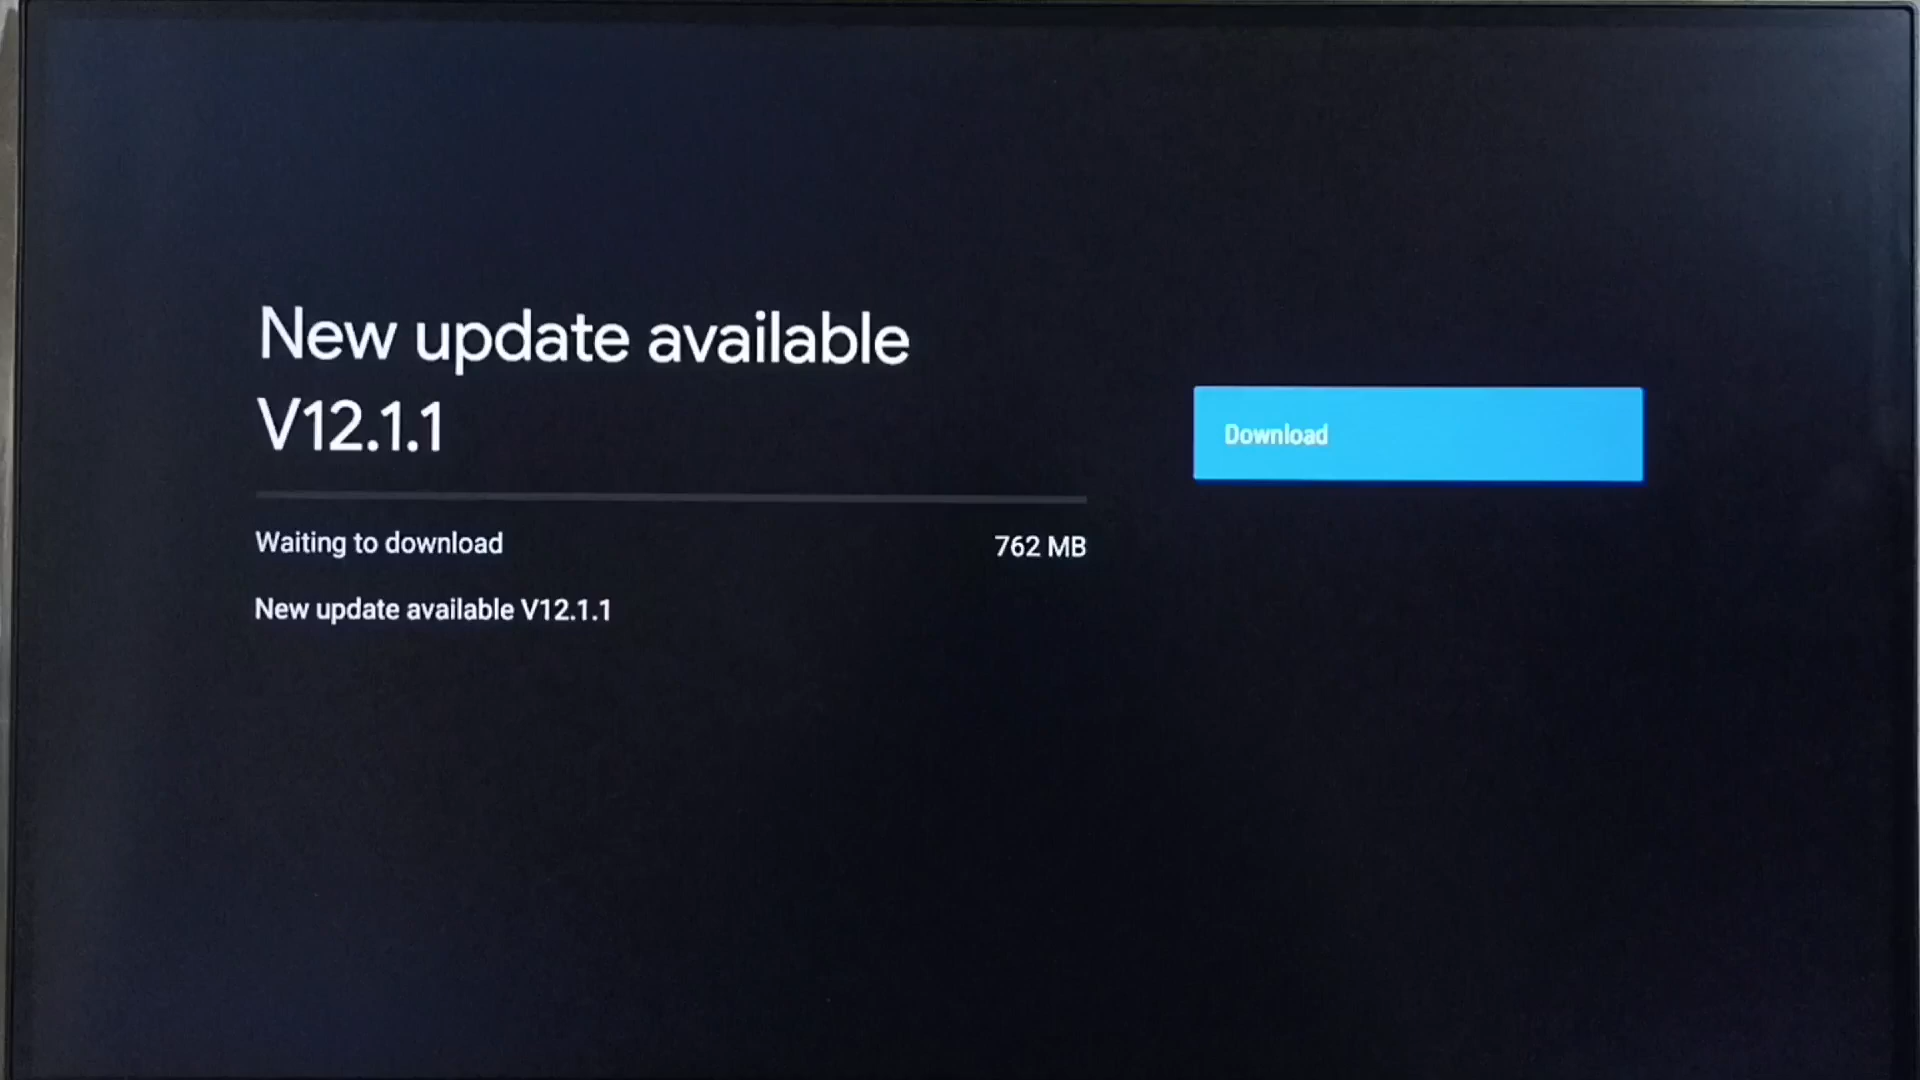 New update available
V12.1.1
Download
Waiting to download
762 MB
New update available V12.1.1